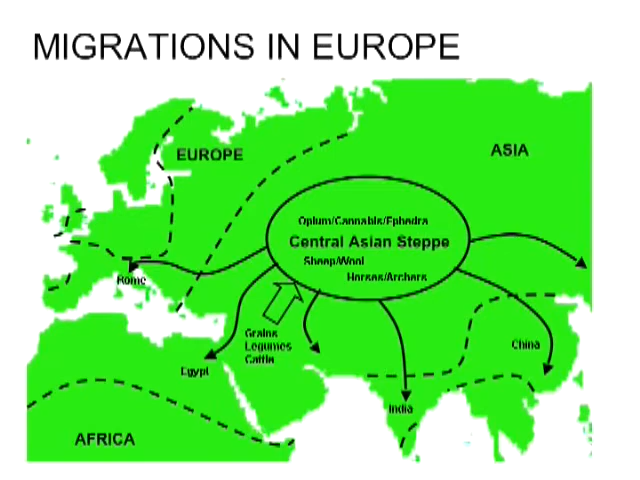 MIGRATIONS IN EUROPE
EUROPE
ASIA
Opium/Cannabis/Ephedra
Central Asian Steppe
Sheep/Wool
Horses/Archers
Rome
Grains
Legumes
Cattle
Egypt
China
India
AFRICA